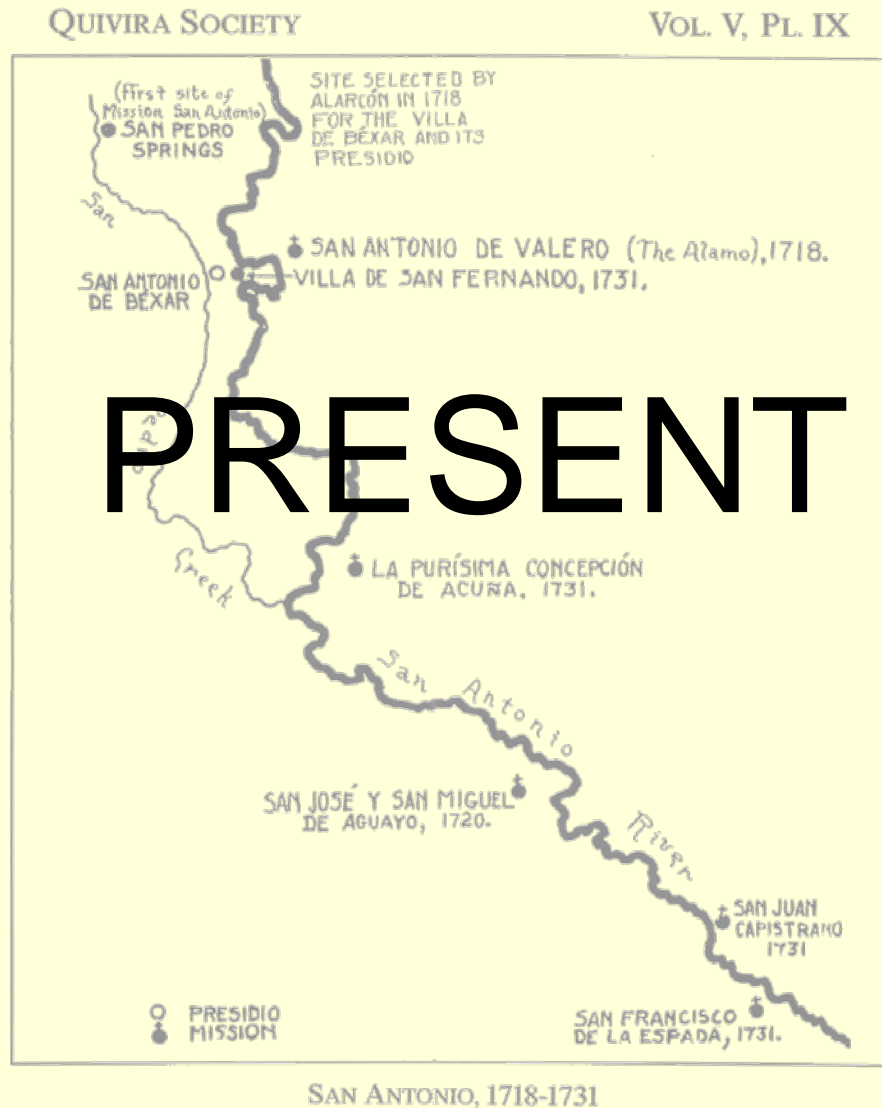 QUIVIRA SOCIETY
VOL. V, PL. IX
(First site of
Mission San Antonio)
SAN PEDRO
SPRINGS
SITE SELECTED BY
ALARCÓN IN 1718
FOR THE VILLA
DE BÉXAR AND ITS
PRESIDIO
San
SAN ANTONIO DE VALERO (The Alamo), 1718.
SAN ANTONIO
DE BÉXAR
VILLA DE SAN FERNANDO, 1731.
PRESENT
Pedro
Creek
LA PURÍSIMA CONCEPCIÓN
DE ACUÑA, 1731.
San Antonio
River
SAN JOSÉ Y SAN MIGUEL
DE AGUAYO, 1720.
SAN JUAN
CAPISTRANO
1731
PRESIDIO
MISSION
SAN FRANCISCO
DE LA ESPADA, 1731.
SAN ANTONIO, 1718-1731